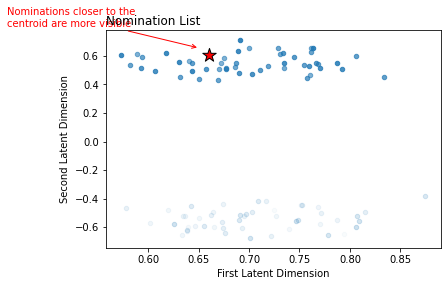 Nominations closer to the
centroid are more visible
Nomination List
Second Latent Dimension
0.6
0.4
0.2
0.0
−0.2
−0.4
−0.6
0.60
0.65
0.70
0.75
0.80
0.85
First Latent Dimension